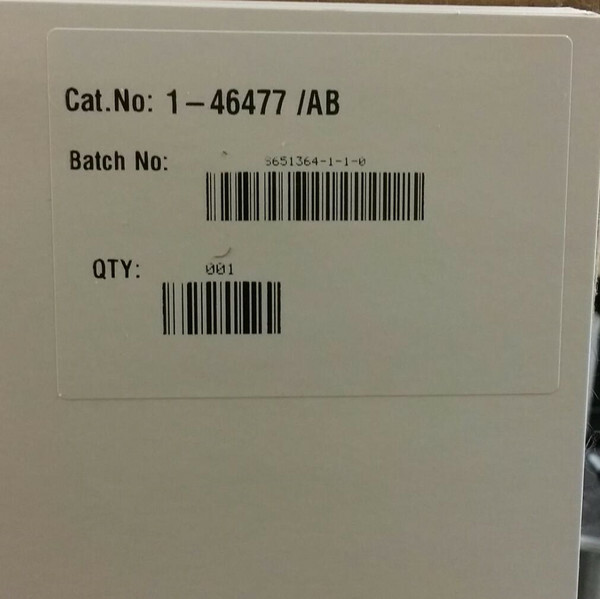 Cat.No: 1-46477 /AB
Batch No: S651364-1-1-0
QTY: 001